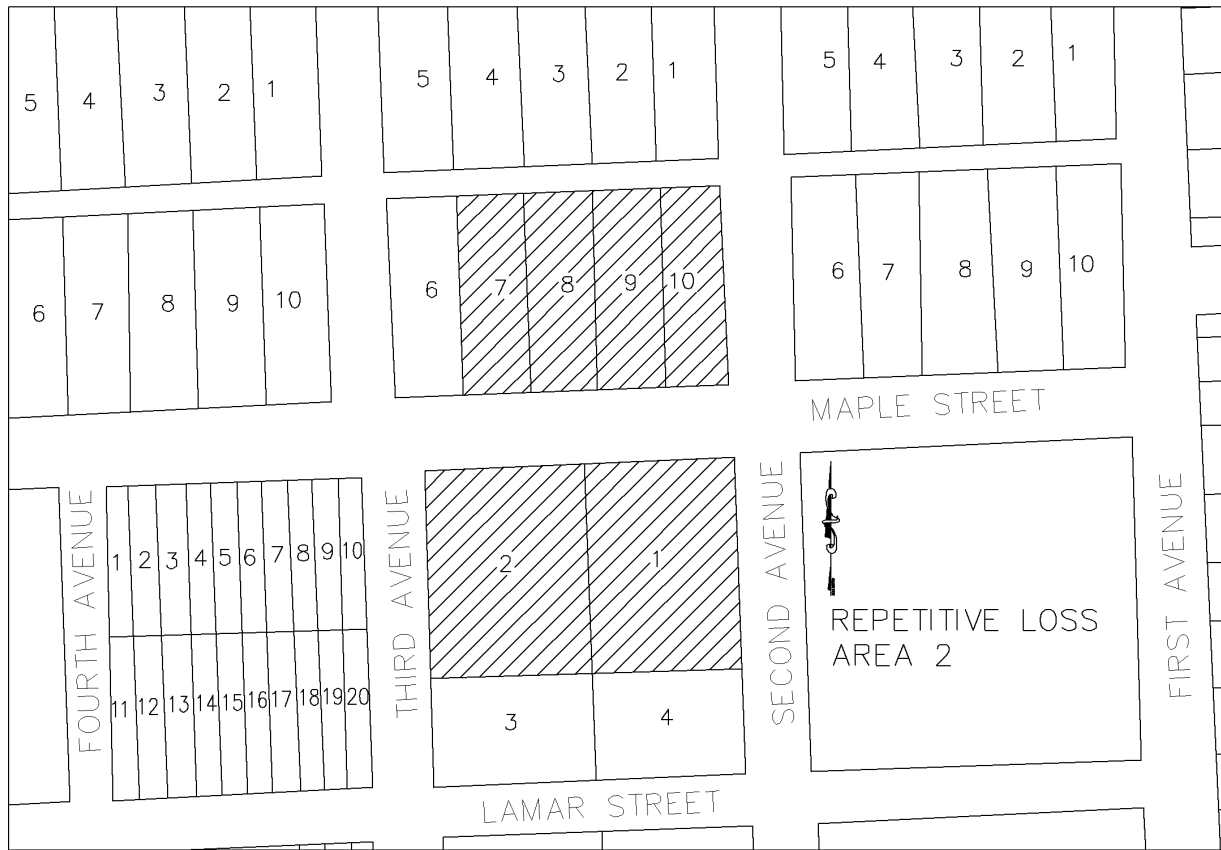 5 4 3 2 1
5 4 3 2 1
5 4 3 2 1
6 7 8 9 10
6 7 8 9 10
6 7 8 9 10
MAPLE STREET
FOURTH AVENUE
1 2 3 4 5 6 7 8 9 10
11 12 13 14 15 16 17 18 19 20
THIRD AVENUE
2 1
3 4
SECOND AVENUE
REPETITIVE LOSS
AREA 2
FIRST AVENUE
LAMAR STREET